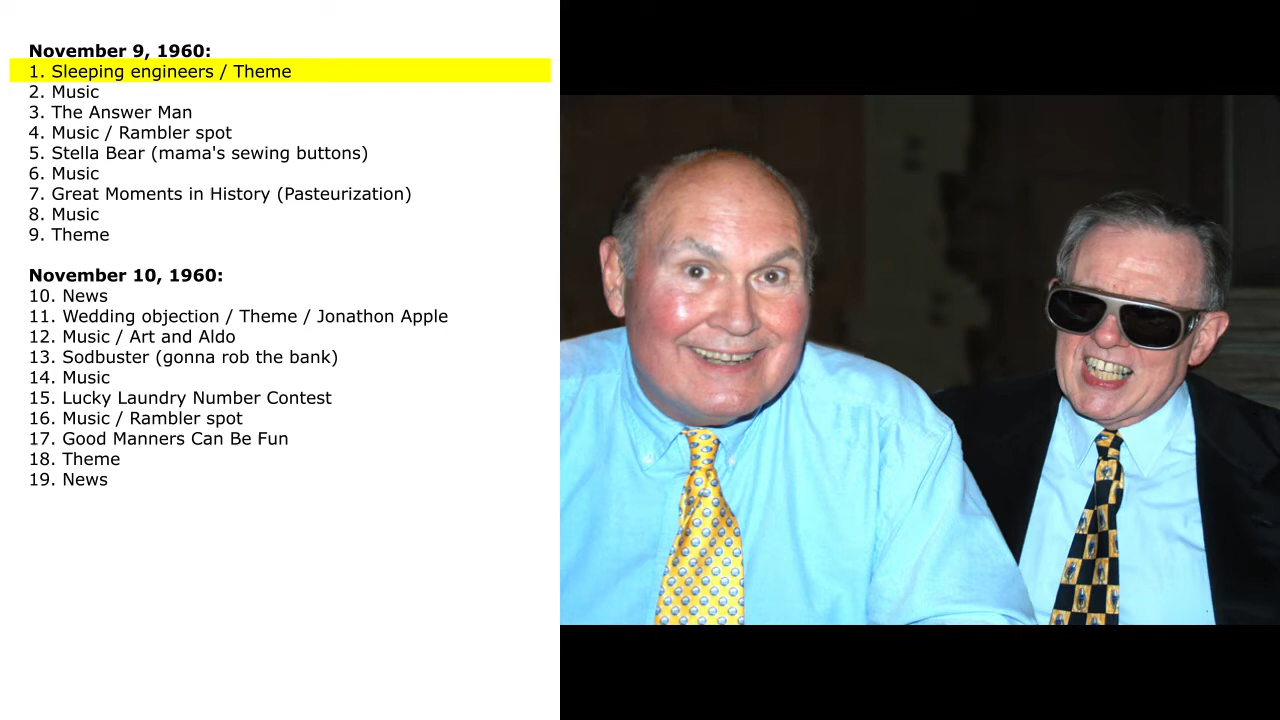 November 9, 1960:
1. Sleeping engineers / Theme
2. Music
3. The Answer Man
4. Music / Rambler spot
5. Stella Bear (mama's sewing buttons)
6. Music
7. Great Moments in History (Pasteurization)
8. Music
9. Theme
November 10, 1960:
10. News
11. Wedding objection / Theme / Jonathon Apple
12. Music / Art and Aldo
13. Sodbuster (gonna rob the bank)
14. Music
15. Lucky Laundry Number Contest
16. Music / Rambler spot
17. Good Manners Can Be Fun
18. Theme
19. News